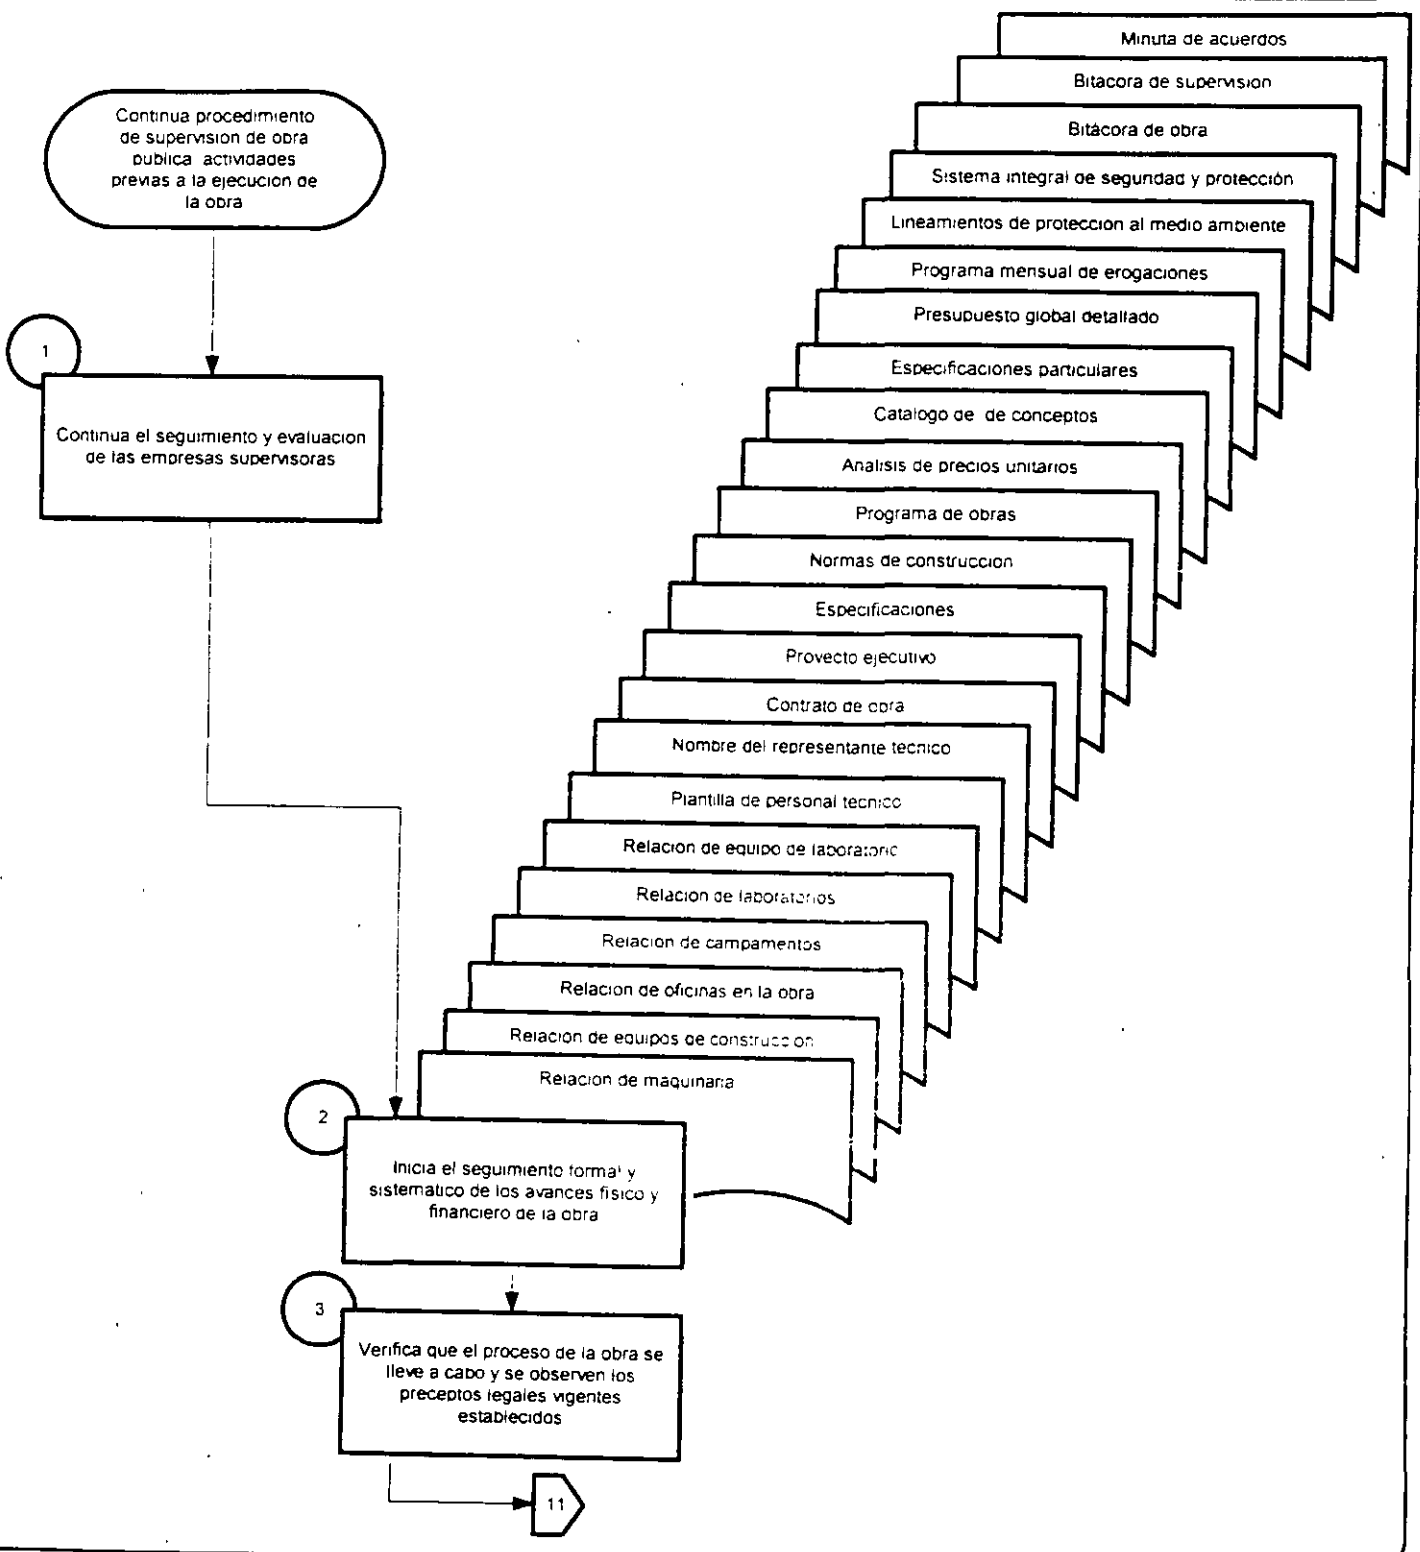 Minuta de acuerdos
Bitacora de supervision
Bitácora de obra
Sistema integral de seguridad y protección
Lineamientos de protección al medio ambiente
Programa mensual de erogaciones
Presupuesto global detallado
Especificaciones particulares
Catalogo de de conceptos
Analisis de precios unitarios
Programa de obras
Normas de construccion
Especificaciones
Proyecto ejecutivo
Contrato de obra
Nombre del representante tecnico
Plantilla de personal tecnico
Relacion de equipo de laboratorio
Relacion de laboratorios
Relacion de campamentos
Relacion de oficinas en la obra
Relacion de equipos de construccion
Relacion de maquinaria
Continua procedimiento
de supervision de obra
publica actividades
previas a la ejecucion de
la obra
1
Continua el seguimiento y evaluacion
de las empresas supervisoras
2
Inicia el seguimiento formal y
sistematico de los avances fisico y
financiero de la obra
3
Verifica que el proceso de la obra se
lleve a cabo y se observen los
preceptos legales vigentes
establecidos
11